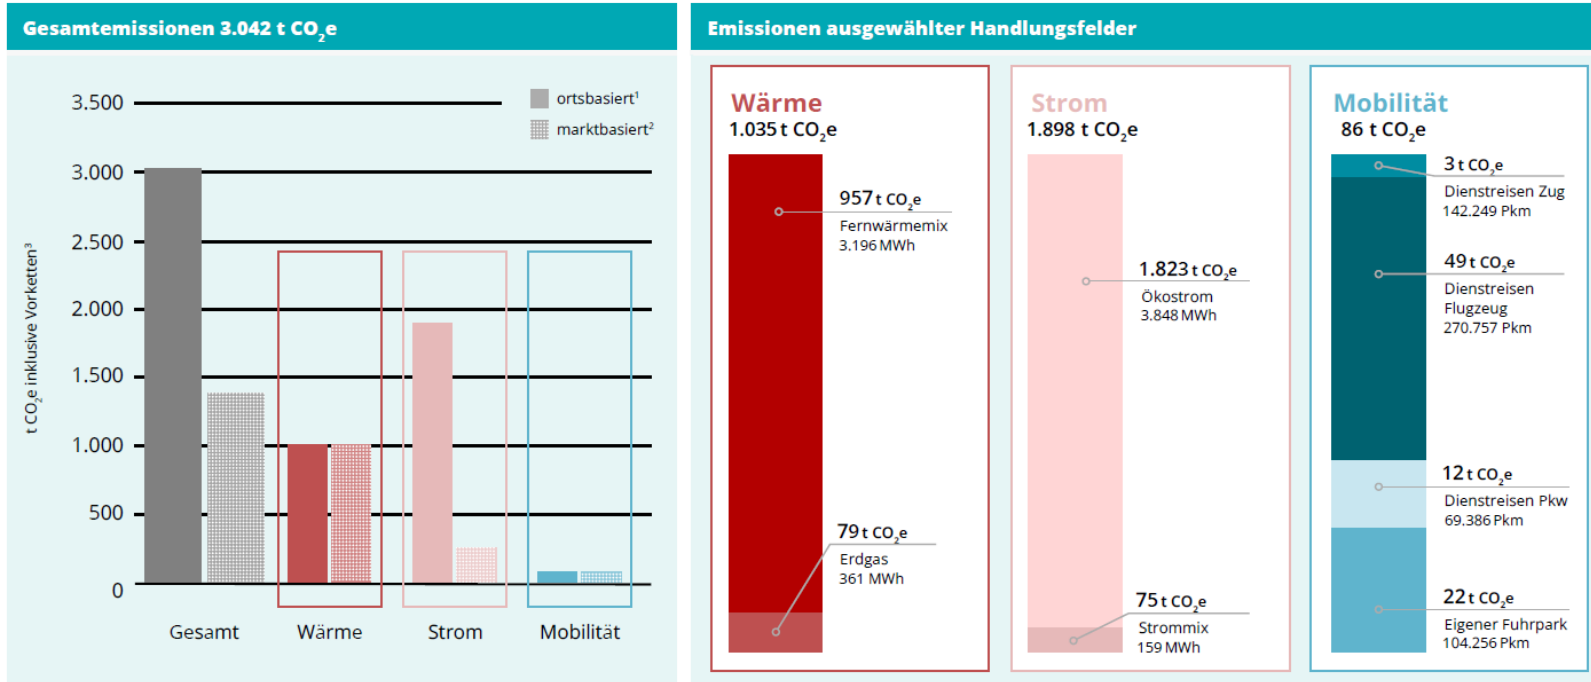 Gesamtemissionen 3.042 t CO₂e
t CO₂e inklusive Vorketten³
3.500
3.000
2.500
2.000
1.500
1.000
500
0
ortsbasiert¹
marktbasiert²
Gesamt
Wärme
Strom
Mobilität
Emissionen ausgewählter Handlungsfelder
Wärme
1.035 t CO₂e
957 t CO₂e
Fernwärmemix
3.196 MWh
79 t CO₂e
Erdgas
361 MWh
Strom
1.898 t CO₂e
1.823 t CO₂e
Ökostrom
3.848 MWh
75 t CO₂e
Strommix
159 MWh
Mobilität
86 t CO₂e
3 t CO₂e
Dienstreisen Zug
142.249 Pkm
49 t CO₂e
Dienstreisen
Flugzeug
270.757 Pkm
12 t CO₂e
Dienstreisen Pkw
69.386 Pkm
22 t CO₂e
Eigener Fuhrpark
104.256 Pkm